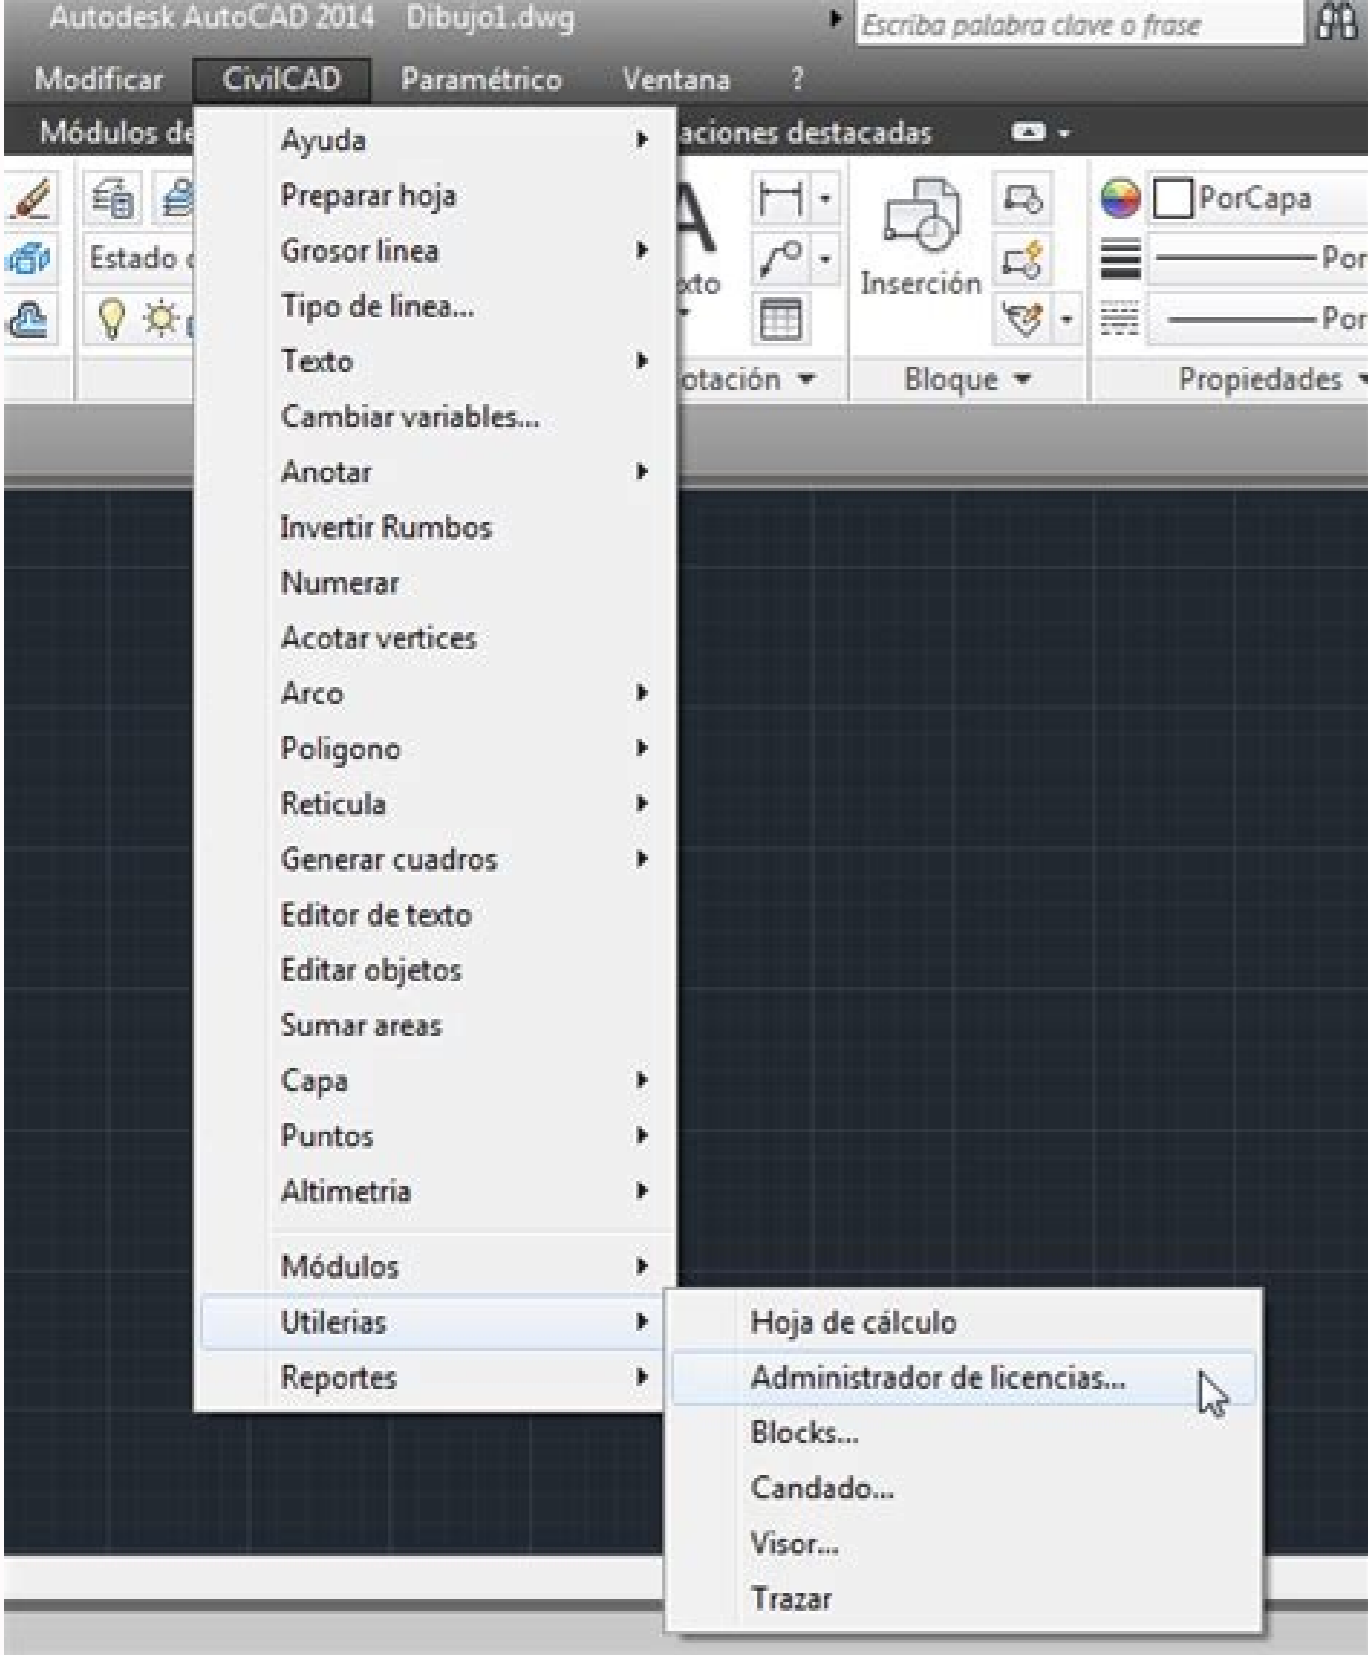 Autodesk AutoCAD 2014 Dibujo1.dwg Escriba palabra clave o frase
Modificar CivilCAD Paramétrico Ventana ?
Módulos de aciones destacadas
Ayuda
Preparar hoja
Grosor linea
Tipo de linea...
Texto
Cambiar variables...
Anotar
Invertir Rumbos
Numerar
Acotar vertices
Arco
Poligono
Reticula
Generar cuadros
Editor de texto
Editar objetos
Sumar areas
Capa
Puntos
Altimetria
Módulos
Utilerias
Reportes
Hoja de cálculo
Administrador de licencias...
Blocks...
Candado...
Visor...
Trazar
Estado
A
xto
otación
Inserción
Bloque
PorCapa
Por
Por
Propiedades